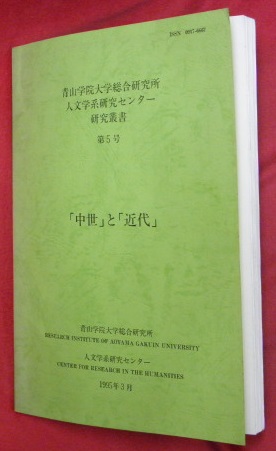 青山学院大学総合研究所
人文学系研究センター
研究叢書
第5号
「中世」と「近代」
青山学院大学総合研究所
RESEARCH INSTITUTE OF AOYAMA GAKUIN UNIVERSITY
人文学系研究センター
CENTER FOR RESEARCH IN THE HUMANITIES
1995年3月